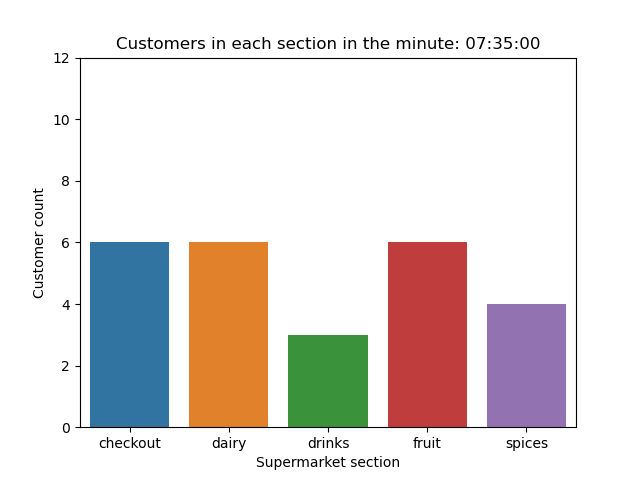 Customers in each section in the minute: 07:35:00
12
10
8
6
4
2
0
Customer count
checkout dairy drinks fruit spices
Supermarket section